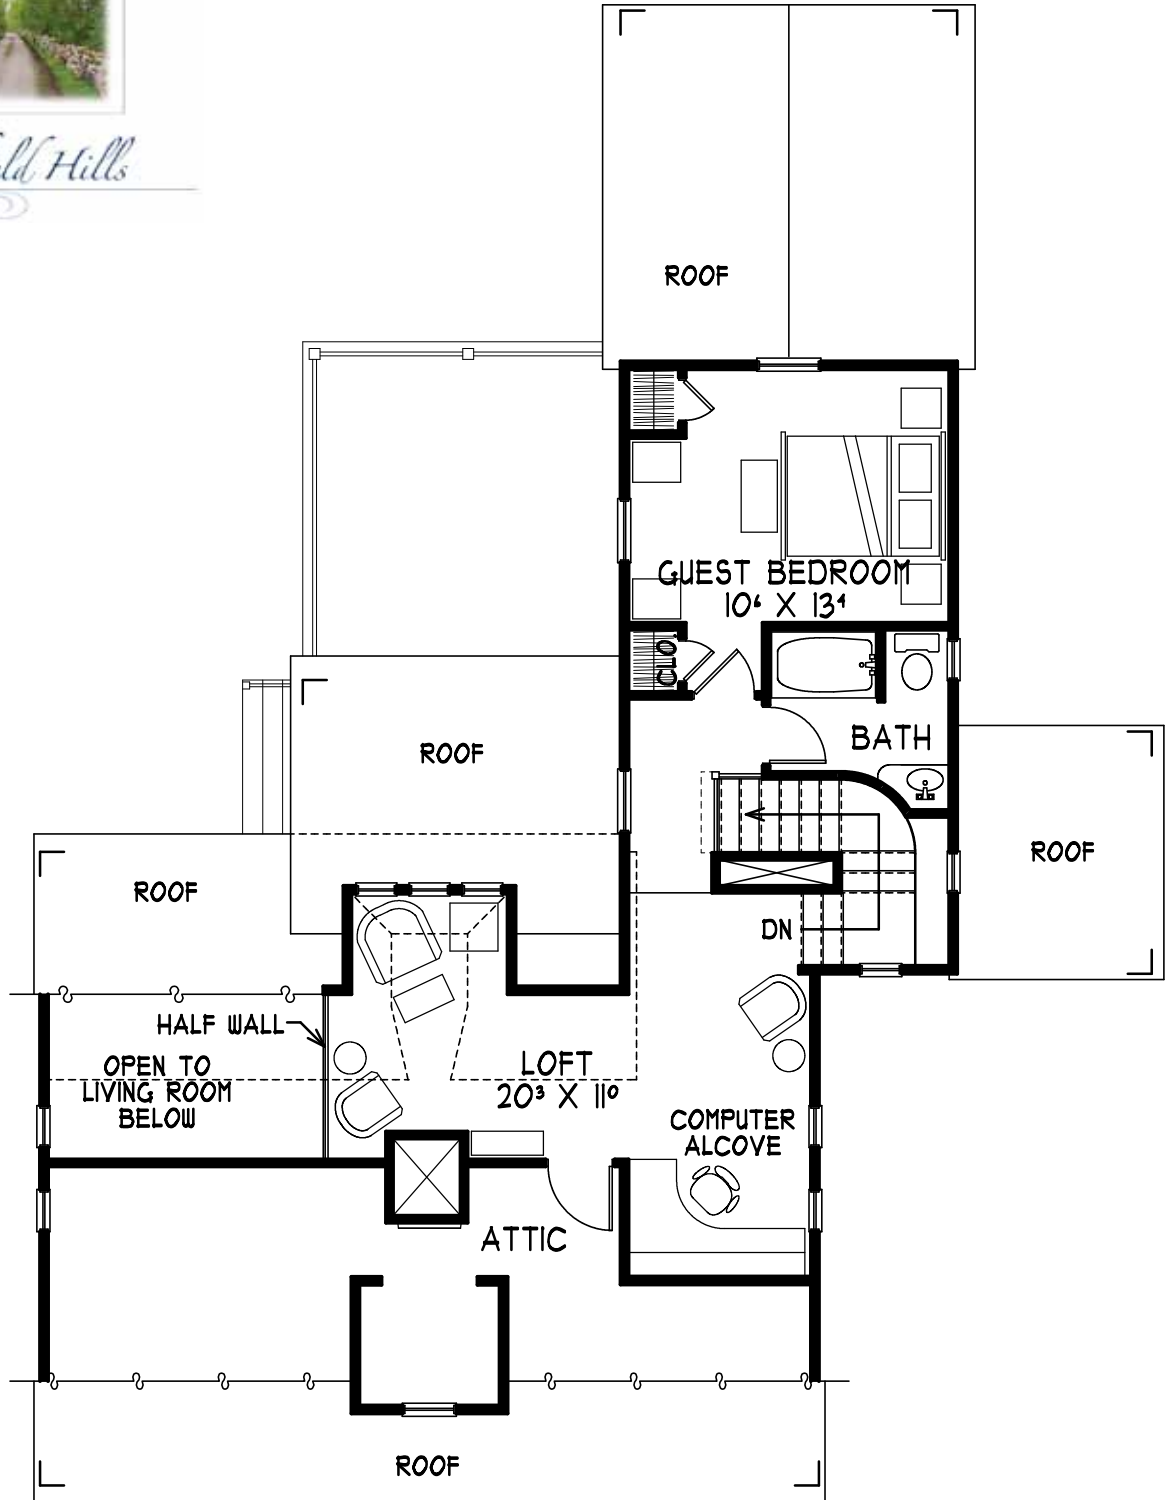 Hills
ROOF
GUEST BEDROOM
10⁶ X 13⁴
CLO.
BATH
ROOF
ROOF
ROOF
DN
HALF WALL
OPEN TO
LIVING ROOM
BELOW
LOFT
20³ X 11⁰
COMPUTER
ALCOVE
ATTIC
ROOF